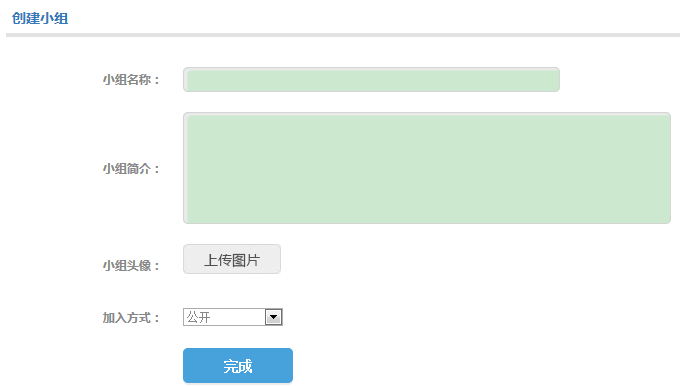 创建小组
小组名称：
小组简介：
小组头像： 上传图片
加入方式： 公开
完成